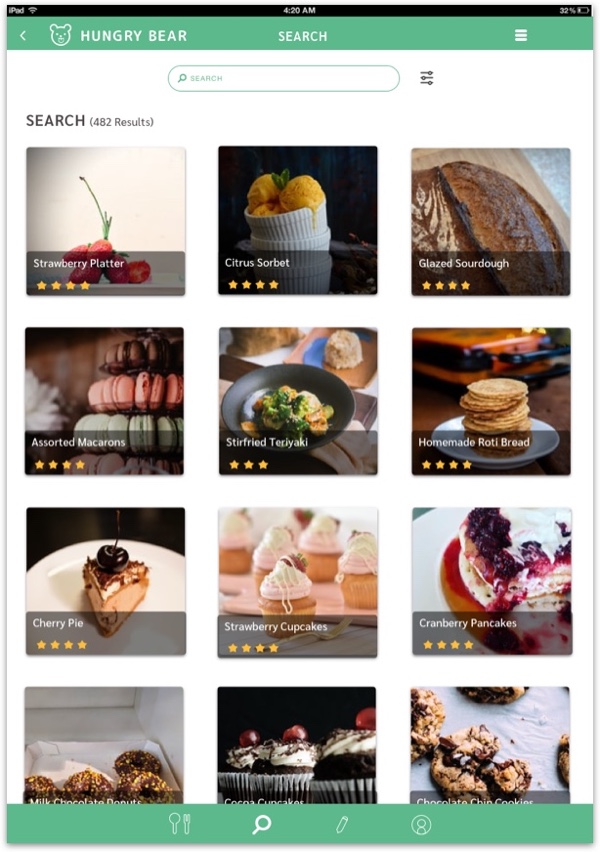 iPad 4:20 AM 32%
HUNGRY BEAR SEARCH
SEARCH
SEARCH (482 Results)
Strawberry Platter
Citrus Sorbet
Glazed Sourdough
Assorted Macarons
Stirfried Teriyaki
Homemade Roti Bread
Cherry Pie
Strawberry Cupcakes
Cranberry Pancakes
Milk Chocolate Donuts
Cocoa Cupcakes
Chocolate Chip Cookies